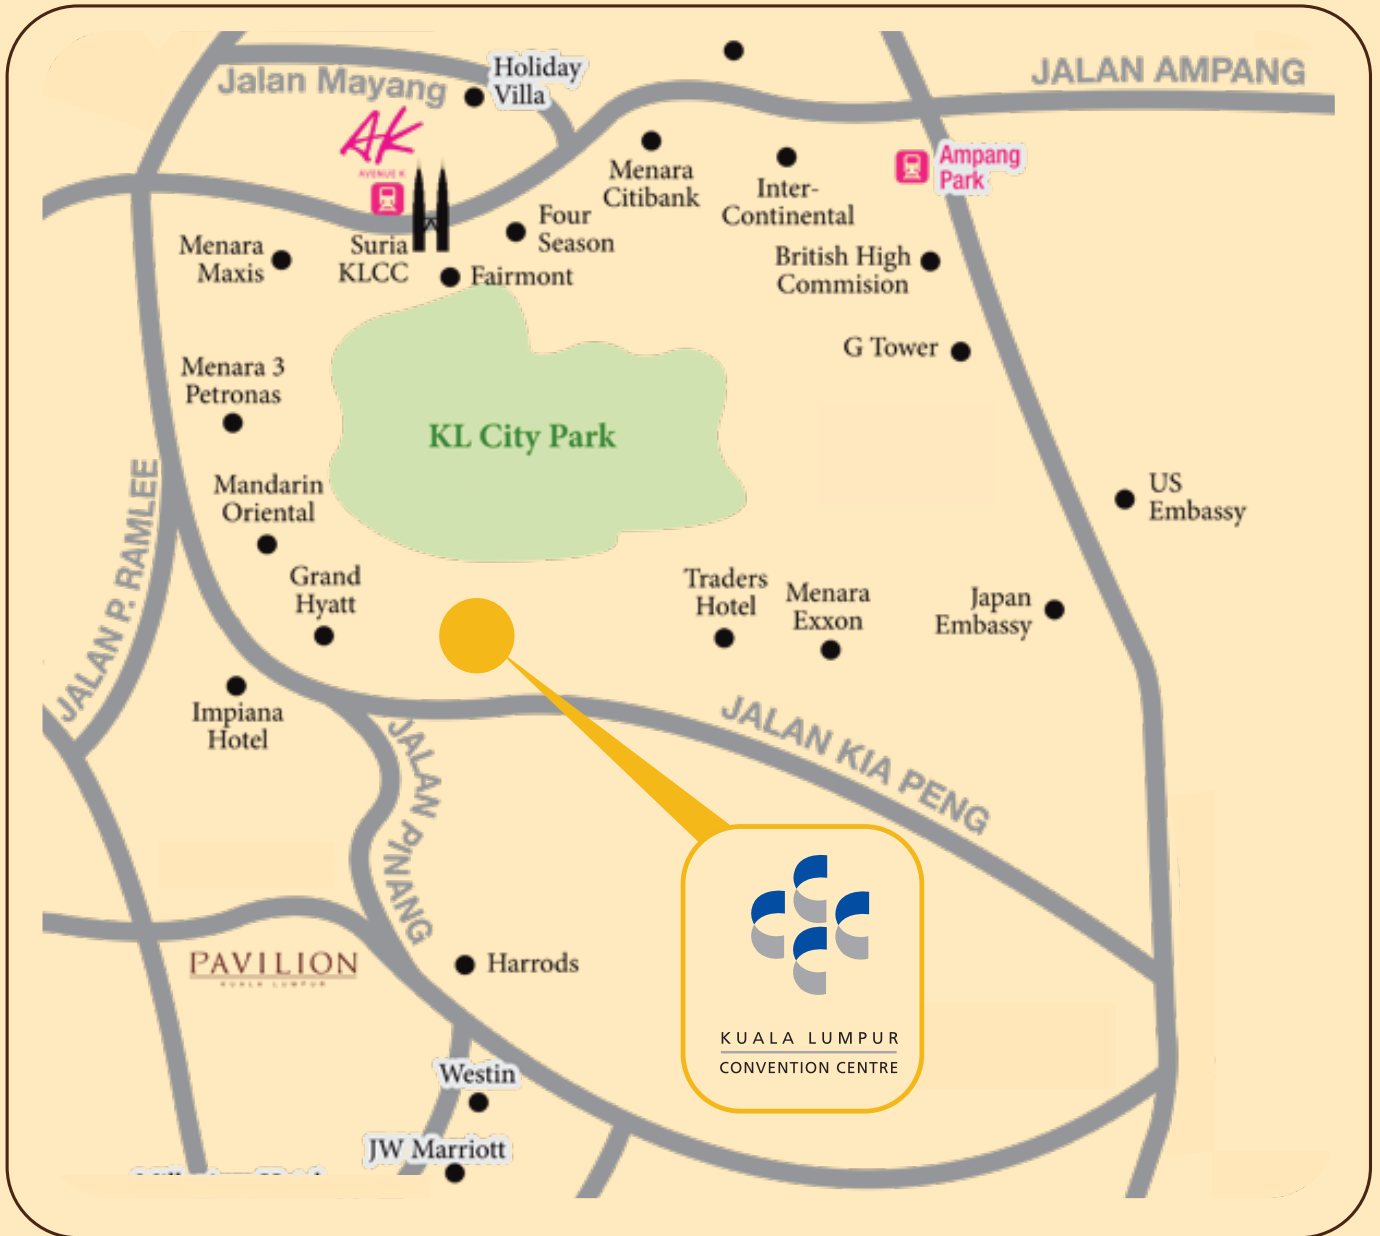 Holiday
Villa
JALAN AMPANG
Jalan Mayang
AK
AVENUE K
Menara
Citibank
Inter-
Continental
Ampang
Park
Four
Season
Menara
Maxis
Suria
KLCC
Fairmont
British High
Commision
G Tower
Menara 3
Petronas
KL City Park
JALAN P. RAMLEE
Mandarin
Oriental
US
Embassy
Grand
Hyatt
Traders
Hotel
Menara
Exxon
Japan
Embassy
Impiana
Hotel
JALAN PINANG
JALAN KIA PENG
PAVILION
KUALA LUMPUR
Harrods
KUALA LUMPUR
CONVENTION CENTRE
Westin
JW Marriott